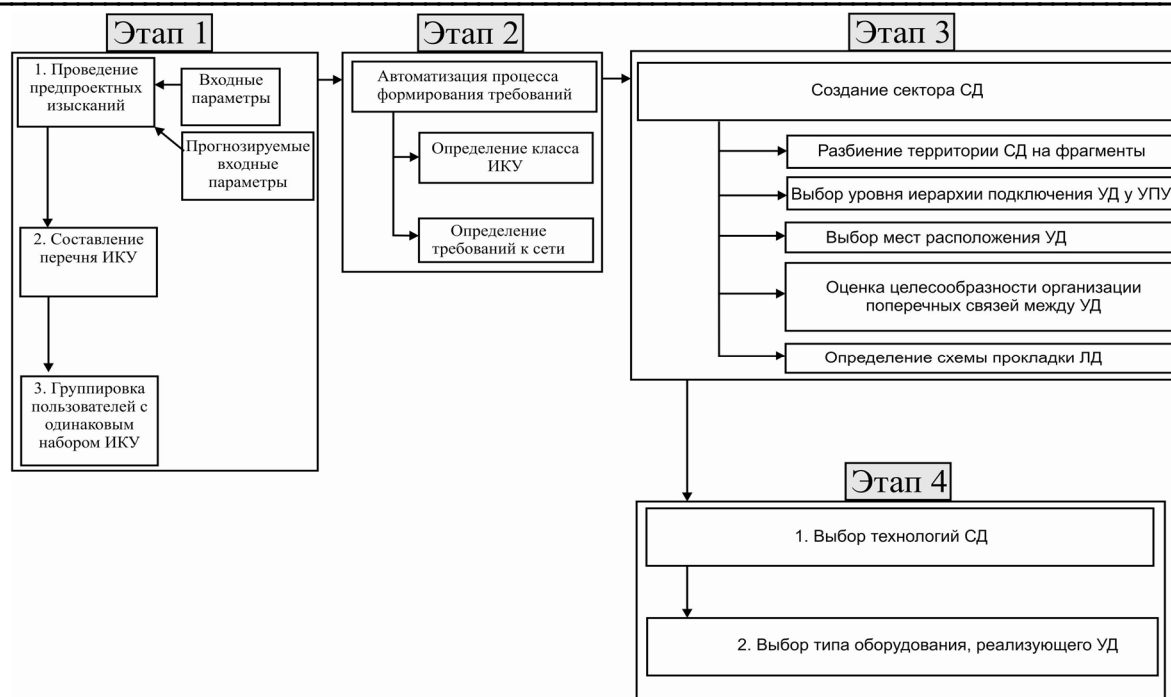 Этап 1
1. Проведение
предпроектных
изысканий
Входные
параметры
Прогнозируемые
входные
параметры
2. Составление
перечня ИКУ
3. Группировка
пользователей с
одинаковым
набором ИКУ
Этап 2
Автоматизация процесса
формирования требований
Определение класса
ИКУ
Определение
требований к сети
Этап 3
Создание сектора СД
Разбиение территории СД на фрагменты
Выбор уровня иерархии подключения УД у УПУ
Выбор мест расположения УД
Оценка целесообразности организации
поперечных связей между УД
Определение схемы прокладки ЛД
Этап 4
1. Выбор технологий СД
2. Выбор типа оборудования, реализующего УД